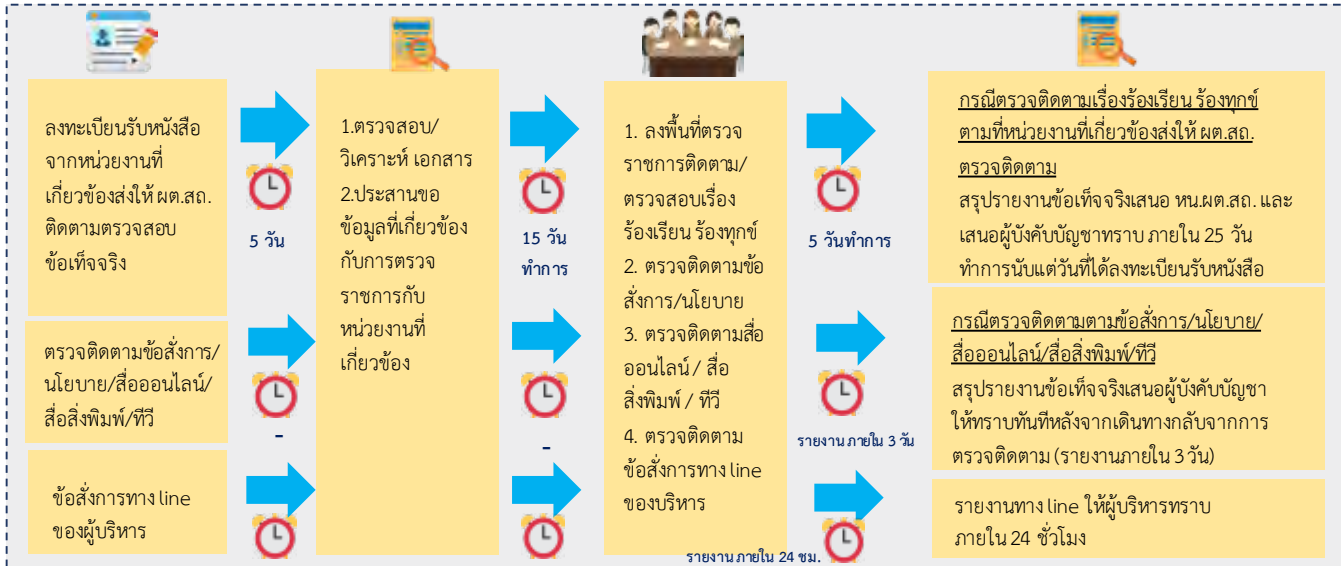 ลงทะเบียนรับหนังสือ
จากหน่วยงานที่
เกี่ยวข้องส่งให้ ผต.สถ.
ติดตามตรวจสอบ
ข้อเท็จจริง
5 วัน
1.ตรวจสอบ/
วิเคราะห์ เอกสาร
2.ประสานขอ
ข้อมูลที่เกี่ยวข้อง
กับการตรวจ
ราชการกับ
หน่วยงานที่
เกี่ยวข้อง
15 วัน
ทำการ
1. ลงพื้นที่ตรวจ
ราชการติดตาม/
ตรวจสอบเรื่อง
ร้องเรียน ร้องทุกข์
2. ตรวจติดตามข้อ
สั่งการ/นโยบาย
3. ตรวจติดตามสื่อ
ออนไลน์ / สื่อ
สิ่งพิมพ์ / ทีวี
4. ตรวจติดตาม
ข้อสั่งการทาง line
ของบริหาร
5 วันทำการ
กรณีตรวจติดตามเรื่องร้องเรียน ร้องทุกข์
ตามที่หน่วยงานที่เกี่ยวข้องส่งให้ ผต.สถ.
ตรวจติดตาม
สรุปรายงานข้อเท็จจริงเสนอ หน.ผต.สถ. และ
เสนอผู้บังคับบัญชาทราบ ภายใน 25 วัน
ทำการนับแต่วันที่ได้ลงทะเบียนรับหนังสือ
ตรวจติดตามข้อสั่งการ/
นโยบาย/สื่อออนไลน์/
สื่อสิ่งพิมพ์/ทีวี
-
-
รายงาน ภายใน 3 วัน
กรณีตรวจติดตามตามข้อสั่งการ/นโยบาย/
สื่อออนไลน์/สื่อสิ่งพิมพ์/ทีวี
สรุปรายงานข้อเท็จจริงเสนอผู้บังคับบัญชา
ให้ทราบทันทีหลังจากเดินทางกลับจากการ
ตรวจติดตาม (รายงานภายใน 3 วัน)
ข้อสั่งการทาง line
ของผู้บริหาร
รายงาน ภายใน 24 ชม.
รายงานทาง line ให้ผู้บริหารทราบ
ภายใน 24 ชั่วโมง